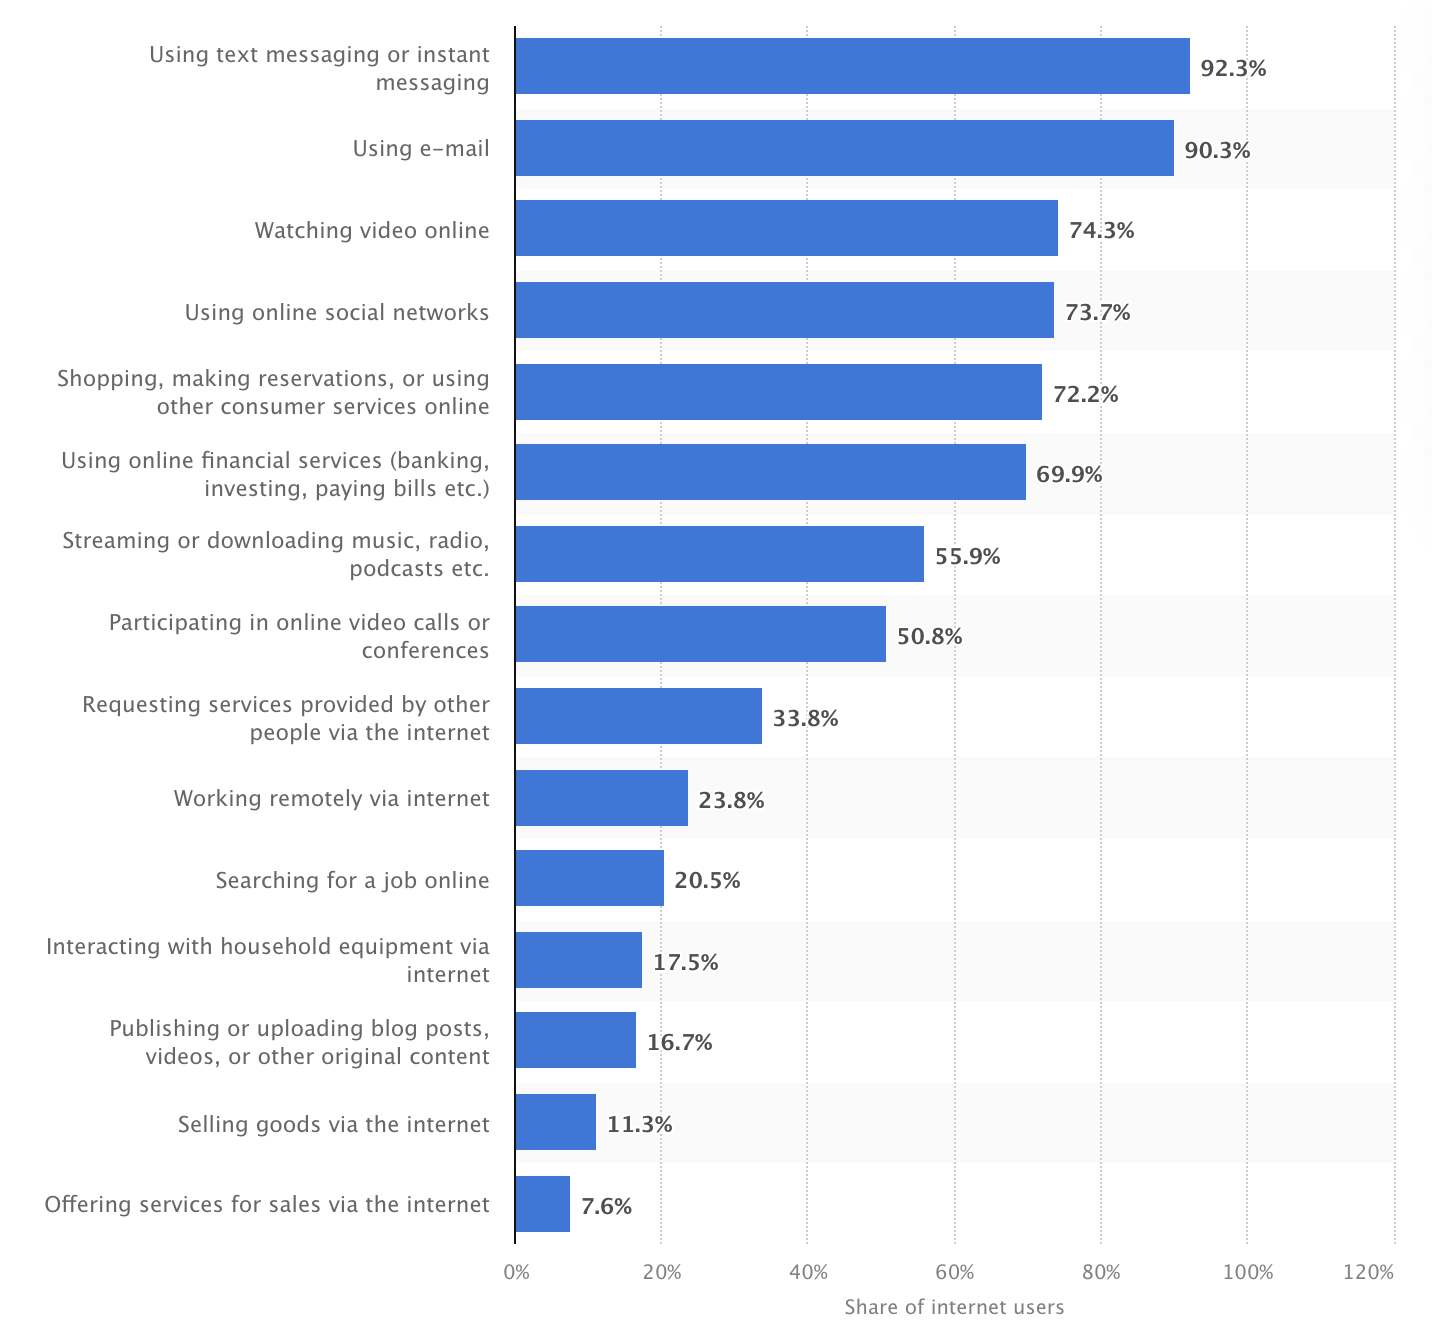 Using text messaging or instant
messaging
92.3%
Using e-mail
90.3%
Watching video online
74.3%
Using online social networks
73.7%
Shopping, making reservations, or using
other consumer services online
72.2%
Using online financial services (banking,
investing, paying bills etc.)
69.9%
Streaming or downloading music, radio,
podcasts etc.
55.9%
Participating in online video calls or
conferences
50.8%
Requesting services provided by other
people via the internet
33.8%
Working remotely via internet
23.8%
Searching for a job online
20.5%
Interacting with household equipment via
internet
17.5%
Publishing or uploading blog posts,
videos, or other original content
16.7%
Selling goods via the internet
11.3%
Offering services for sales via the internet
7.6%
0% 20% 40% 60% 80% 100% 120%
Share of internet users